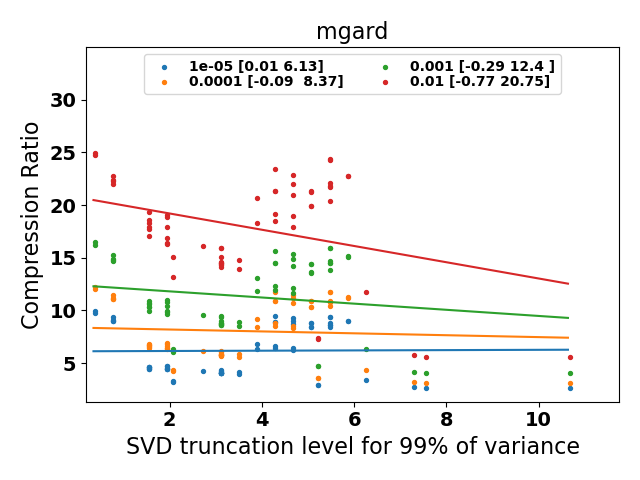 mgard
1e-05 [0.01 6.13]
0.0001 [-0.09  8.37]
0.001 [-0.29 12.4 ]
0.01 [-0.77 20.75]
Compression Ratio
30
25
20
15
10
5
2 4 6 8 10
SVD truncation level for 99% of variance